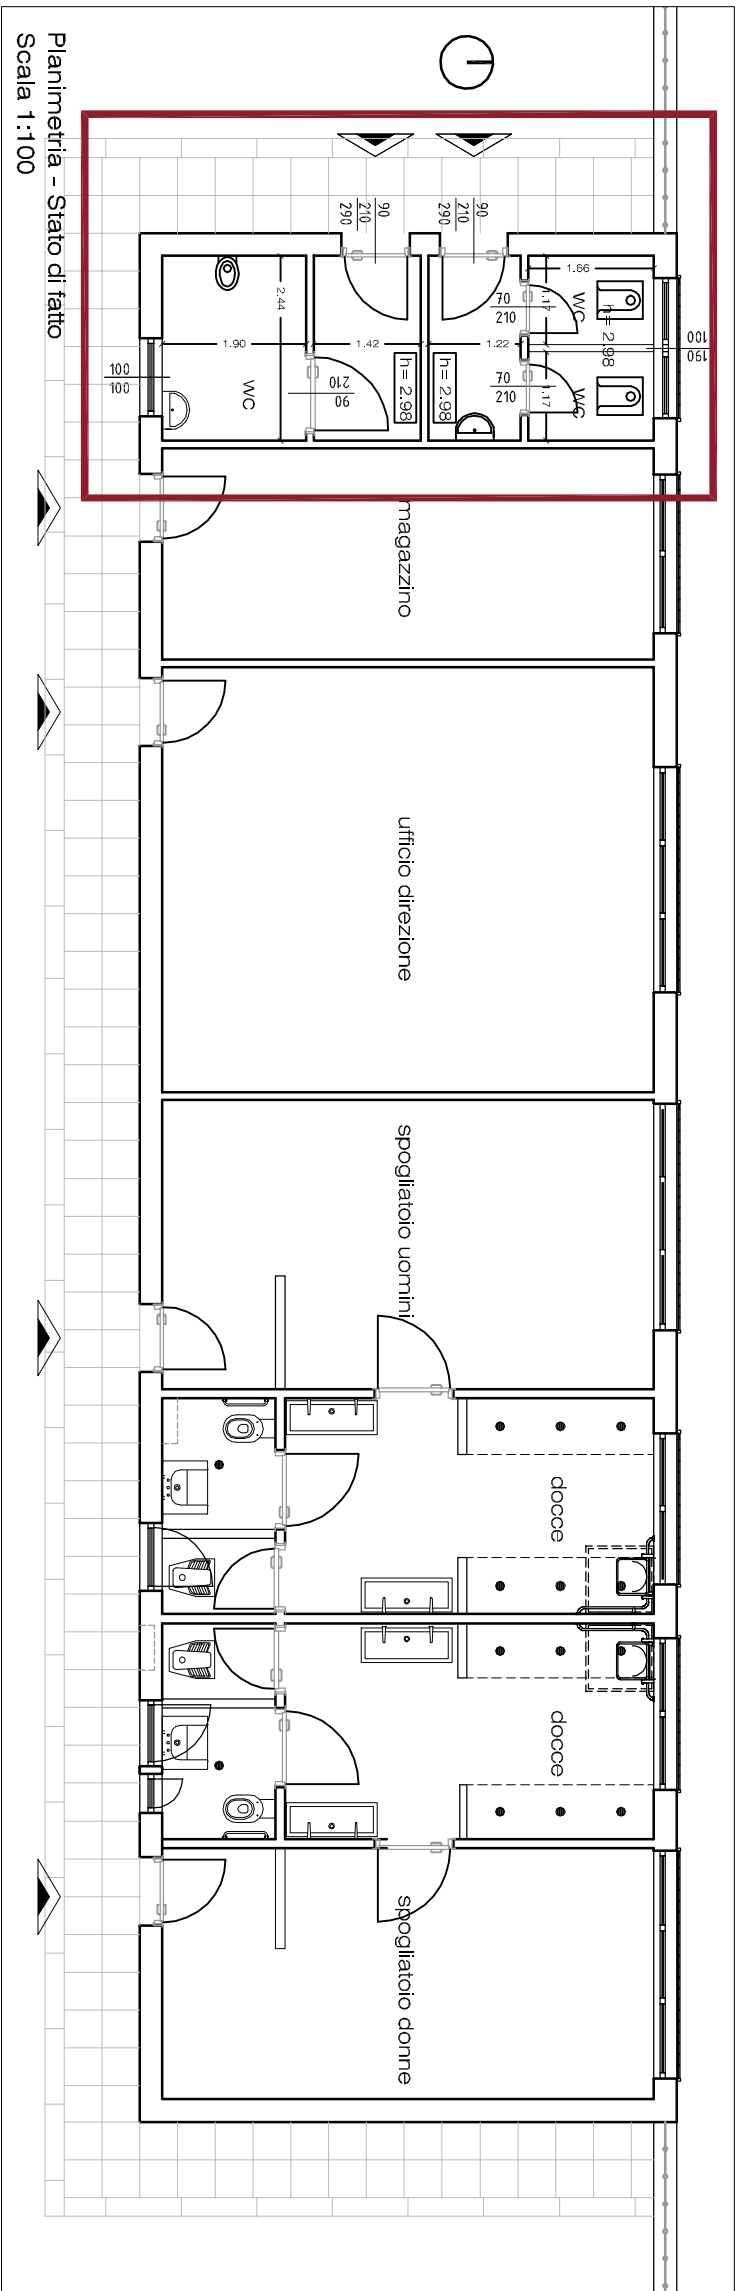 Planimetria - Stato di fatto
Scala 1:100
90
210
290
90
210
290
1.66
WC
h= 2.98
1.17
70
210
2.44
1.90
1.42
1.22
100
190
100
100
WC
210
90
h= 2.98
h= 2.98
70
210
1.17
WC
magazzino
ufficio direzione
spogliatoio uomini
docce
docce
spogliatoio donne